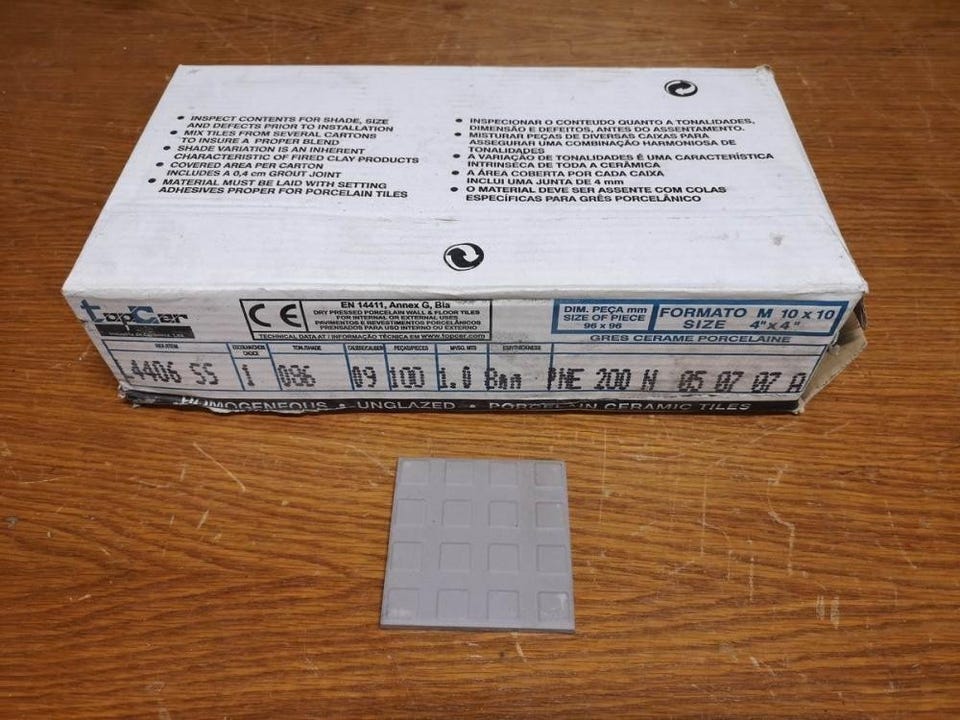 • INSPECT CONTENTS FOR SHADE, SIZE
AND DEFECTS PRIOR TO INSTALLATION
• MIX TILES FROM SEVERAL CARTONS
TO INSURE A PROPER BLEND
• SHADE VARIATION IS AN INHERENT
CHARACTERISTIC OF FIRED CLAY PRODUCTS
• COVERED AREA PER CARTON
INCLUDES A 0,4 cm GROUT JOINT
• MATERIAL MUST BE LAID WITH SETTING
ADHESIVES PROPER FOR PORCELAIN TILES
• INSPECIONAR O CONTEUDO QUANTO A TONALIDADES,
DIMENSÃO E DEFEITOS, ANTES DO ASSENTAMENTO.
• MISTURAR PEÇAS DE DIVERSAS CAIXAS PARA
ASSEGURAR UMA COMBINAÇÃO HARMONIOSA DE
TONALIDADES
• A VARIAÇÃO DE TONALIDADES É UMA CARACTERÍSTICA
INTRINSECA DE TODA A CERÂMICA
• A ÁREA COBERTA POR CADA CAIXA
INCLUI UMA JUNTA DE 4 mm
• O MATERIAL DEVE SER ASSENTE COM COLAS
ESPECÍFICAS PARA GRÊS PORCELÂNICO
topCer
CE
EN 14411, Annex G, BIa
DRY PRESSED PORCELAIN WALL & FLOOR TILES
FOR INTERNAL OR EXTERNAL USES
PAVIMENTOS E REVESTIMENTOS PORCELÂNICOS
PRENSADOS PARA USO INTERNO OU EXTERNO
TECHNICAL DATA AT / INFORMAÇÃO TÉCNICA EM www.topcer.com
DIM. PEÇA mm
SIZE OF PIECE
96 x 96
FORMATO M 10 x 10
SIZE 4"x 4"
GRES CERAME PORCELAINE
L4406 SS 1 096 09 100 1.0 8mm PNE 200 N 05 07 07 A
HOMOGENEOUS • UNGLAZED • PORCELAIN CERAMIC TILES